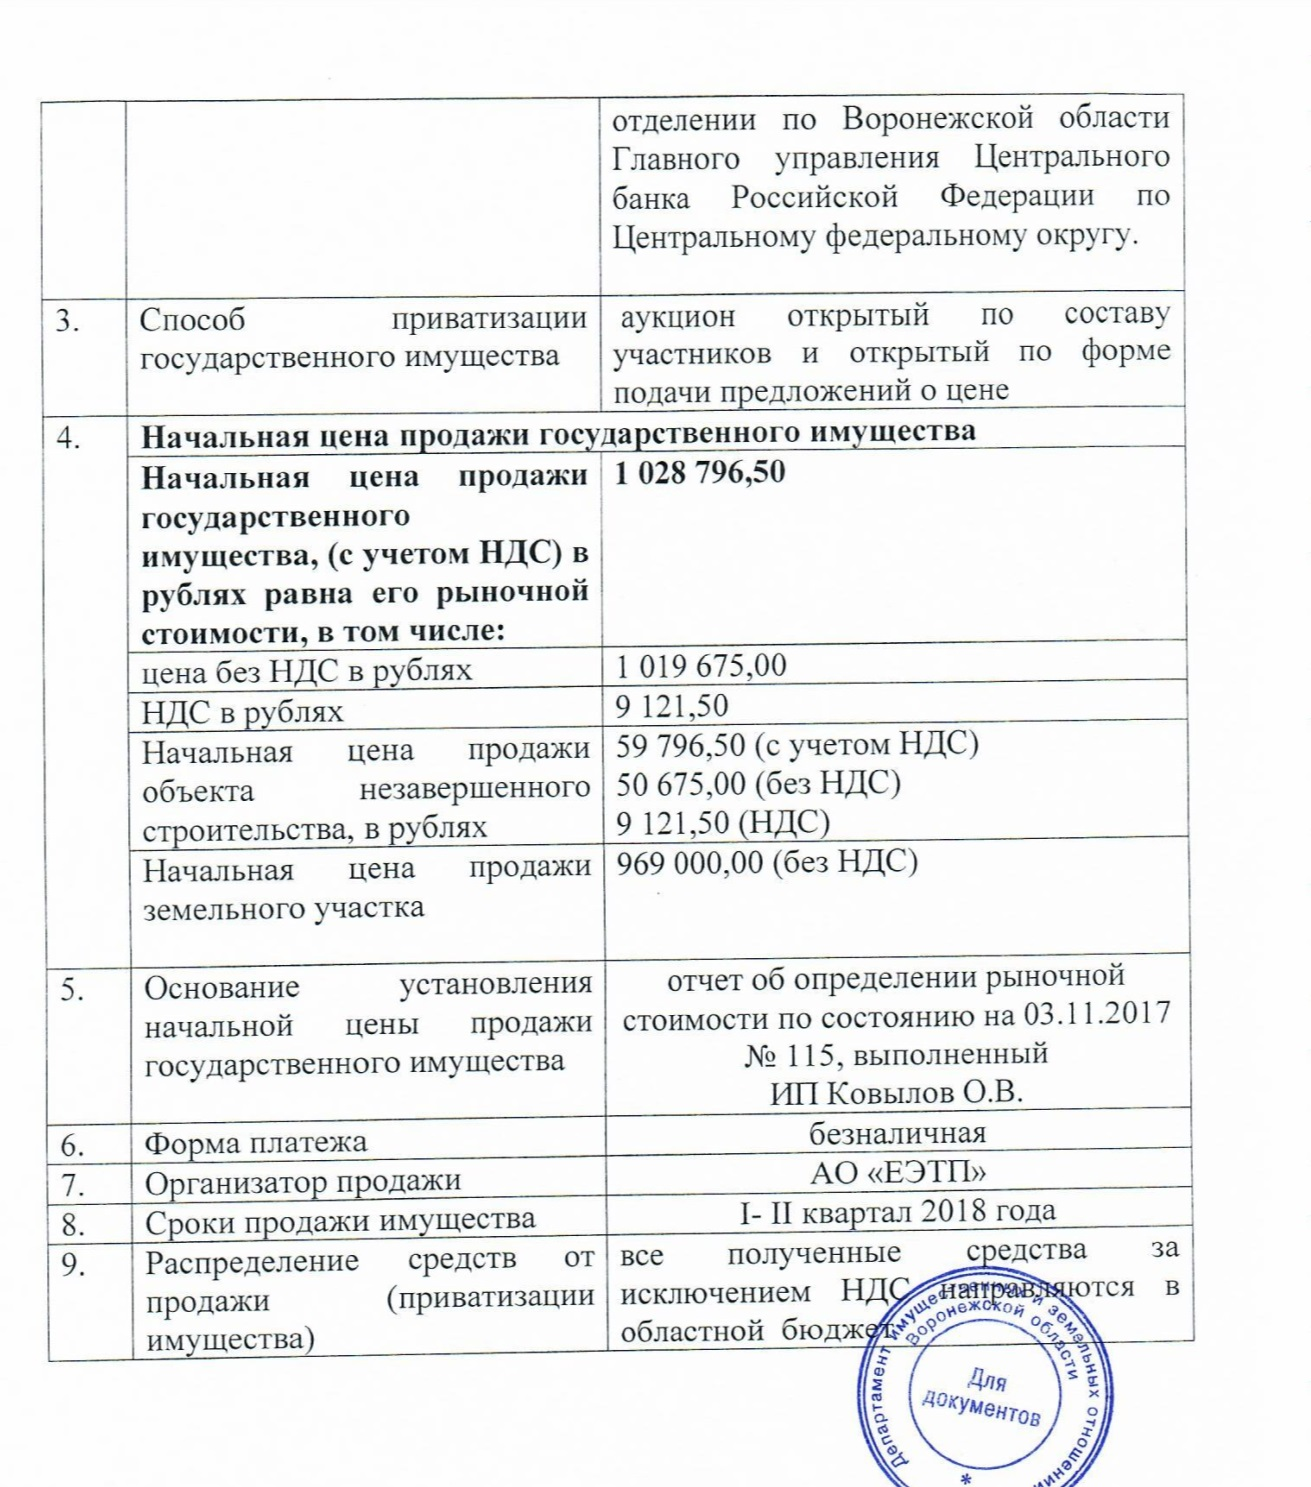 отделении по Воронежской области
Главного управления Центрального
банка Российской Федерации по
Центральному федеральному округу.
3. Способ приватизации
государственного имущества
аукцион открытый по составу
участников и открытый по форме
подачи предложений о цене
4. Начальная цена продажи государственного имущества
Начальная цена продажи
государственного
имущества, (с учетом НДС) в
рублях равна его рыночной
стоимости, в том числе:
1 028 796,50
цена без НДС в рублях 1 019 675,00
НДС в рублях 9 121,50
Начальная цена продажи
объекта незавершенного
строительства, в рублях
59 796,50 (с учетом НДС)
50 675,00 (без НДС)
9 121,50 (НДС)
Начальная цена продажи
земельного участка
969 000,00 (без НДС)
5. Основание установления
начальной цены продажи
государственного имущества
отчет об определении рыночной
стоимости по состоянию на 03.11.2017
№ 115, выполненный
ИП Ковылов О.В.
6. Форма платежа безналичная
7. Организатор продажи АО «ЕЭТП»
8. Сроки продажи имущества I- II квартал 2018 года
9. Распределение средств от
продажи (приватизации
имущества)
все полученные средства за
исключением НДС направляются в
областной бюджет
Департамент имущественных и земельных
Воронежской области
Для
документов